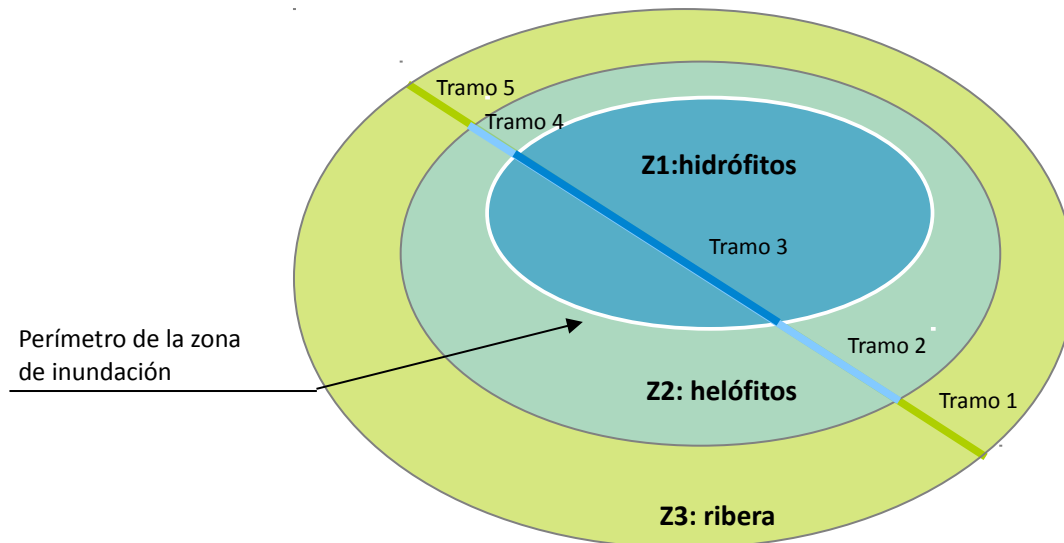 Tramo 5
Tramo 4
Z1:hidrófitos
Tramo 3
Perímetro de la zona
de inundación
Tramo 2
Z2: helófitos
Tramo 1
Z3: ribera